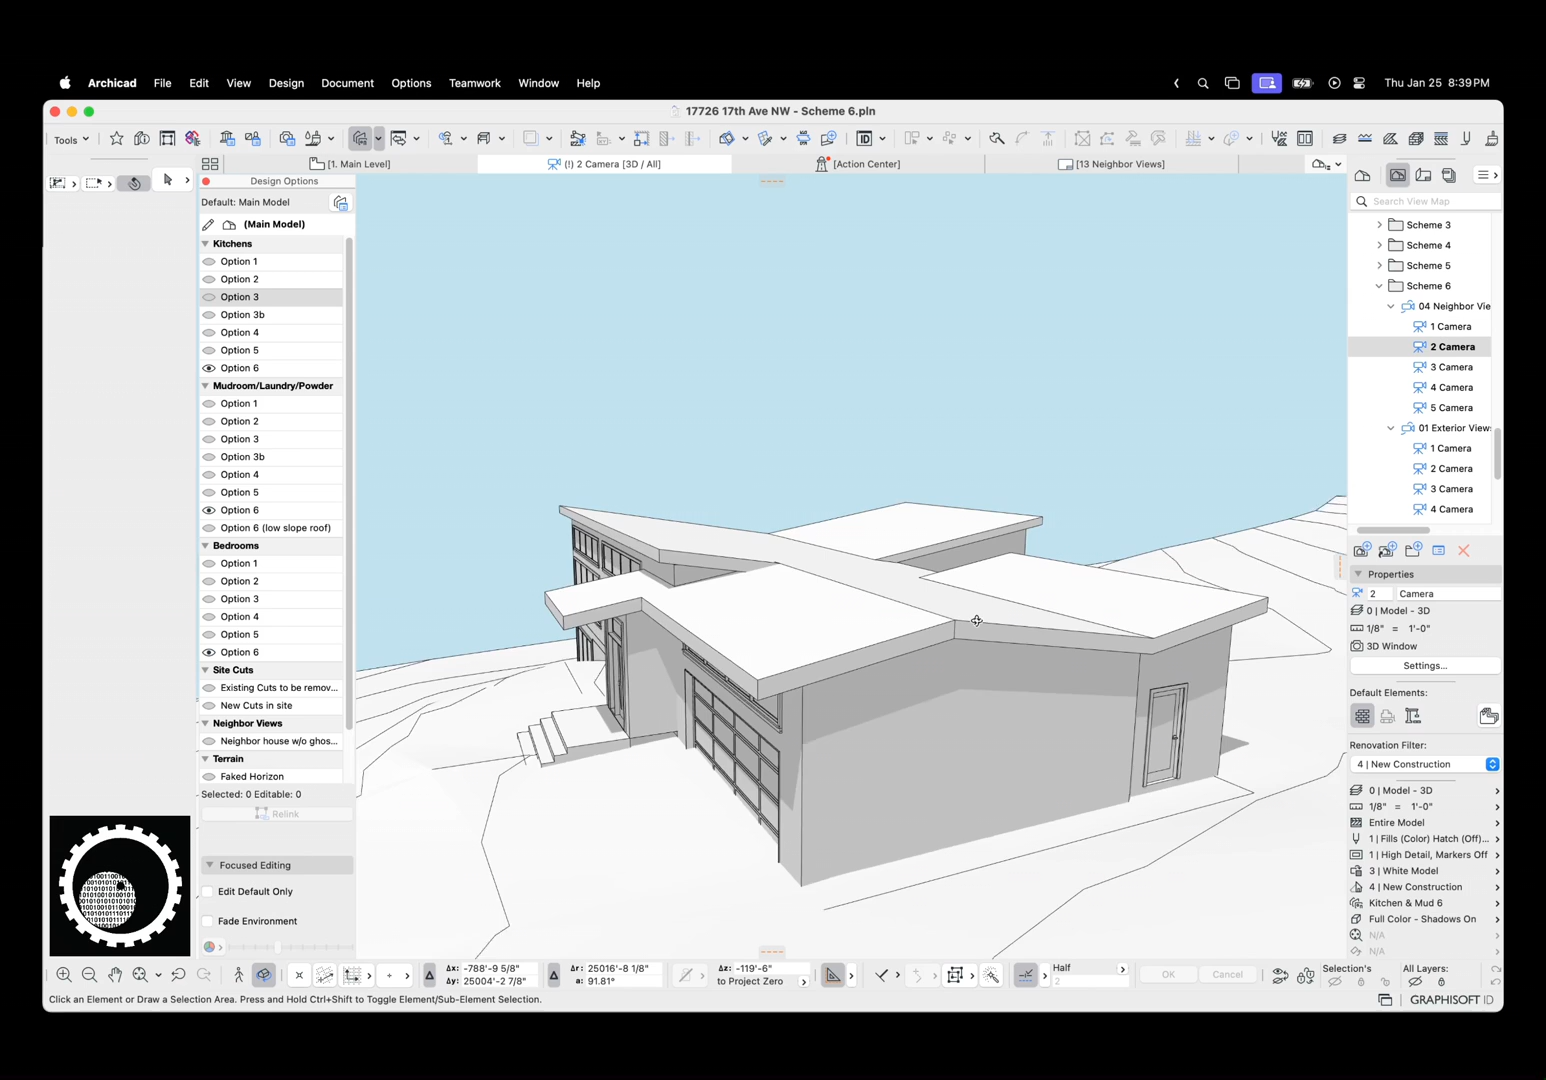 Archicad File Edit View Design Document Options Teamwork Window Help
Thu Jan 25 8:39 PM
17726 17th Ave NW - Scheme 6.pln
Tools
ID
[1. Main Level]
(!) 2 Camera [3D / All]
[Action Center]
[13 Neighbor Views]
Design Options
Default: Main Model
(Main Model)
Kitchens
Option 1
Option 2
Option 3
Option 3b
Option 4
Option 5
Option 6
Mudroom/Laundry/Powder
Option 1
Option 2
Option 3
Option 3b
Option 4
Option 5
Option 6
Option 6 (low slope roof)
Bedrooms
Option 1
Option 2
Option 3
Option 4
Option 5
Option 6
Site Cuts
Existing Cuts to be remov...
New Cuts in site
Neighbor Views
Neighbor house w/o ghos...
Terrain
Faked Horizon
Selected: 0 Editable: 0
Relink
Focused Editing
Edit Default Only
Fade Environment
Search View Map
Scheme 3
Scheme 4
Scheme 5
Scheme 6
04 Neighbor Vie
1 Camera
2 Camera
3 Camera
4 Camera
5 Camera
01 Exterior View
1 Camera
2 Camera
3 Camera
4 Camera
Properties
2 Camera
0 | Model - 3D
1/8" = 1'-0"
3D Window
Settings...
Default Elements:
Renovation Filter:
4 | New Construction
0 | Model - 3D
1/8" = 1'-0"
Entire Model
1 | Fills (Color) Hatch (Off)...
1 | High Detail, Markers Off
3 | White Model
4 | New Construction
Kitchen & Mud 6
Full Color - Shadows On
N/A
N/A
Δx: -788'-9 5/8"
Δy: 25004'-2 7/8"
Δr: 25016'-8 1/8"
a: 91.81°
Δz: -119'-6"
to Project Zero
Half
2
OK
Cancel
Selection's
All Layers:
Click an Element or Draw a Selection Area. Press and Hold Ctrl+Shift to Toggle Element/Sub-Element Selection.
GRAPHISOFT ID